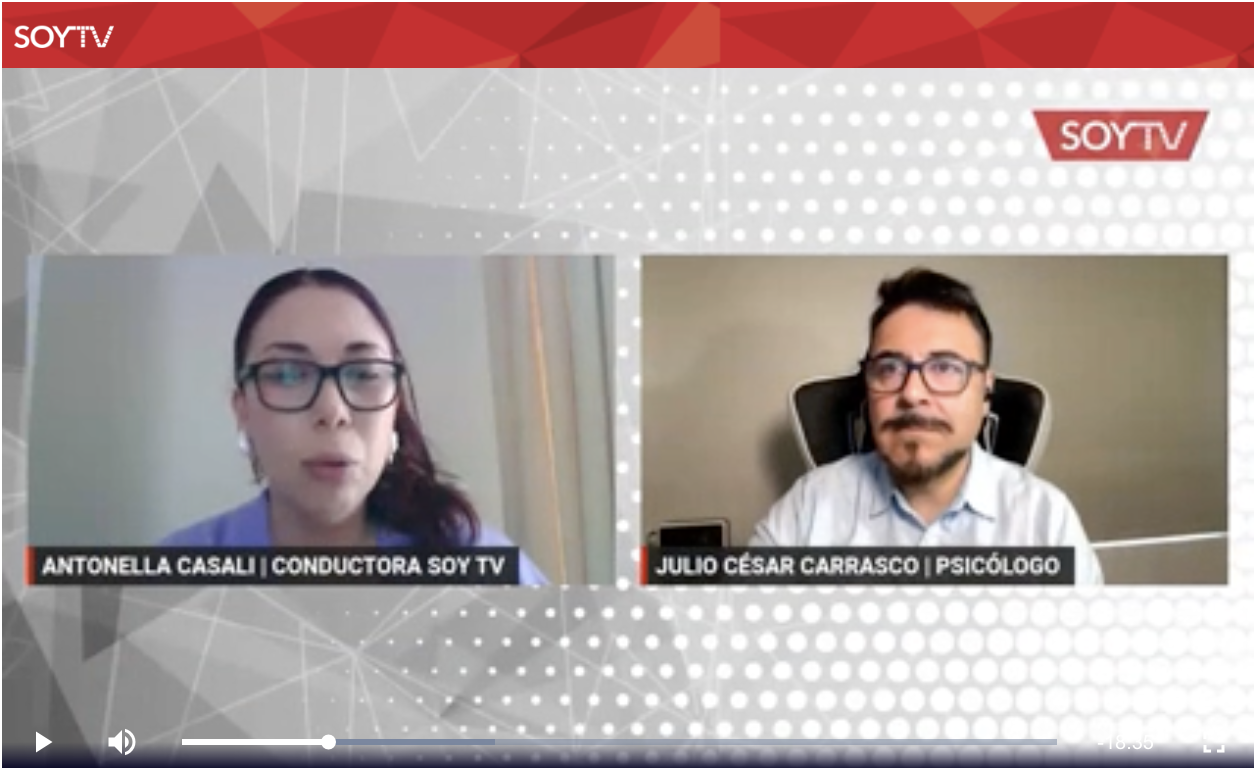 SOYTV
SOYTV
ANTONELLA CASALI | CONDUCTORA SOY TV
JULIO CÉSAR CARRASCO | PSICÓLOGO
-18:35